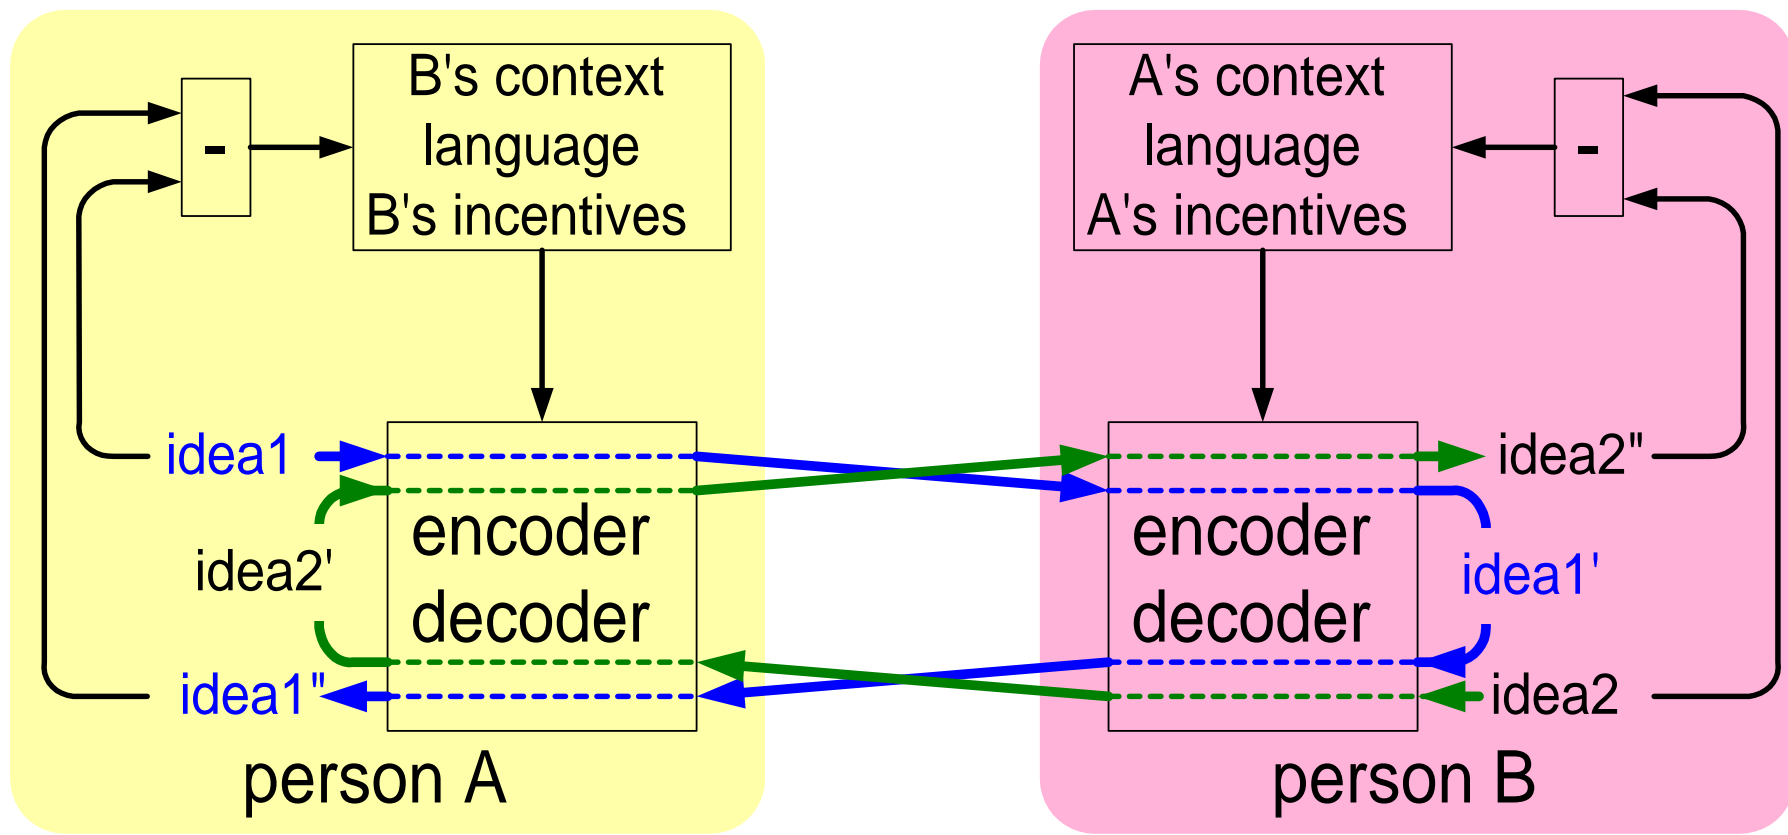 B's context
language
B's incentives
-
idea1
idea2'
idea1"
encoder
decoder
person A
A's context
language
A's incentives
-
idea2"
idea1'
idea2
encoder
decoder
person B